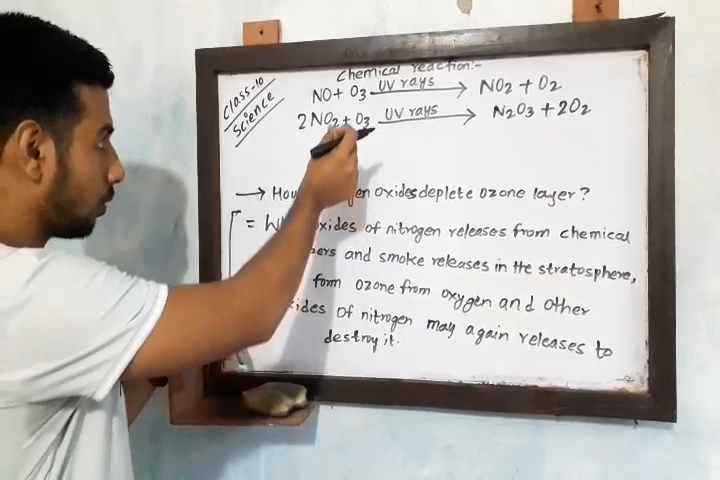 Chemical reaction:-
Class-10
Science
NO + O3 UV rays → NO2 + O2
2NO2 + O3 UV rays → N2O3 + 2O2
→ How en oxides deplete ozone layer?
= oxides of nitrogen releases from chemical
and smoke releases in the stratosphere,
form ozone from oxygen and other
of nitrogen may again releases to
destroy it.